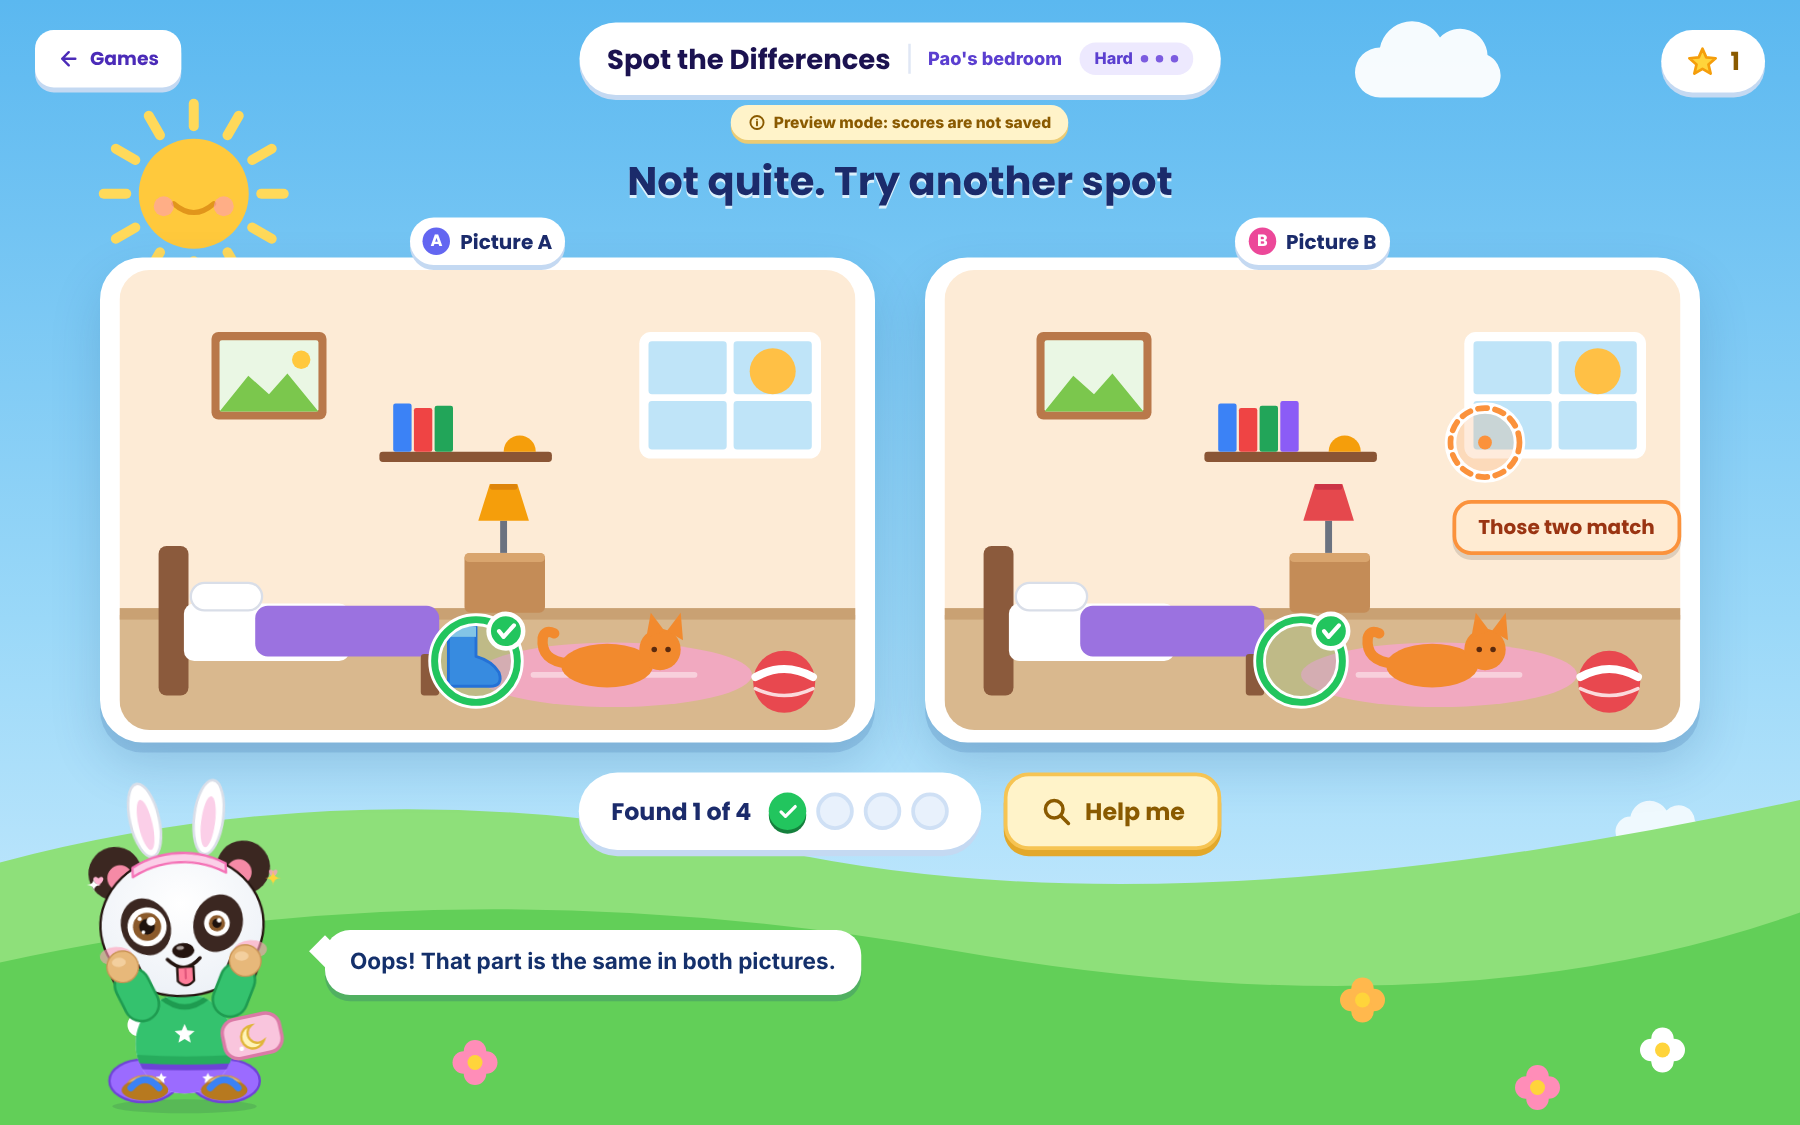 Games
Spot the Differences
Pao's bedroom
Hard
1
Preview mode: scores are not saved
Not quite. Try another spot
A Picture A
B Picture B
Those two match
Found 1 of 4
Help me
Oops! That part is the same in both pictures.